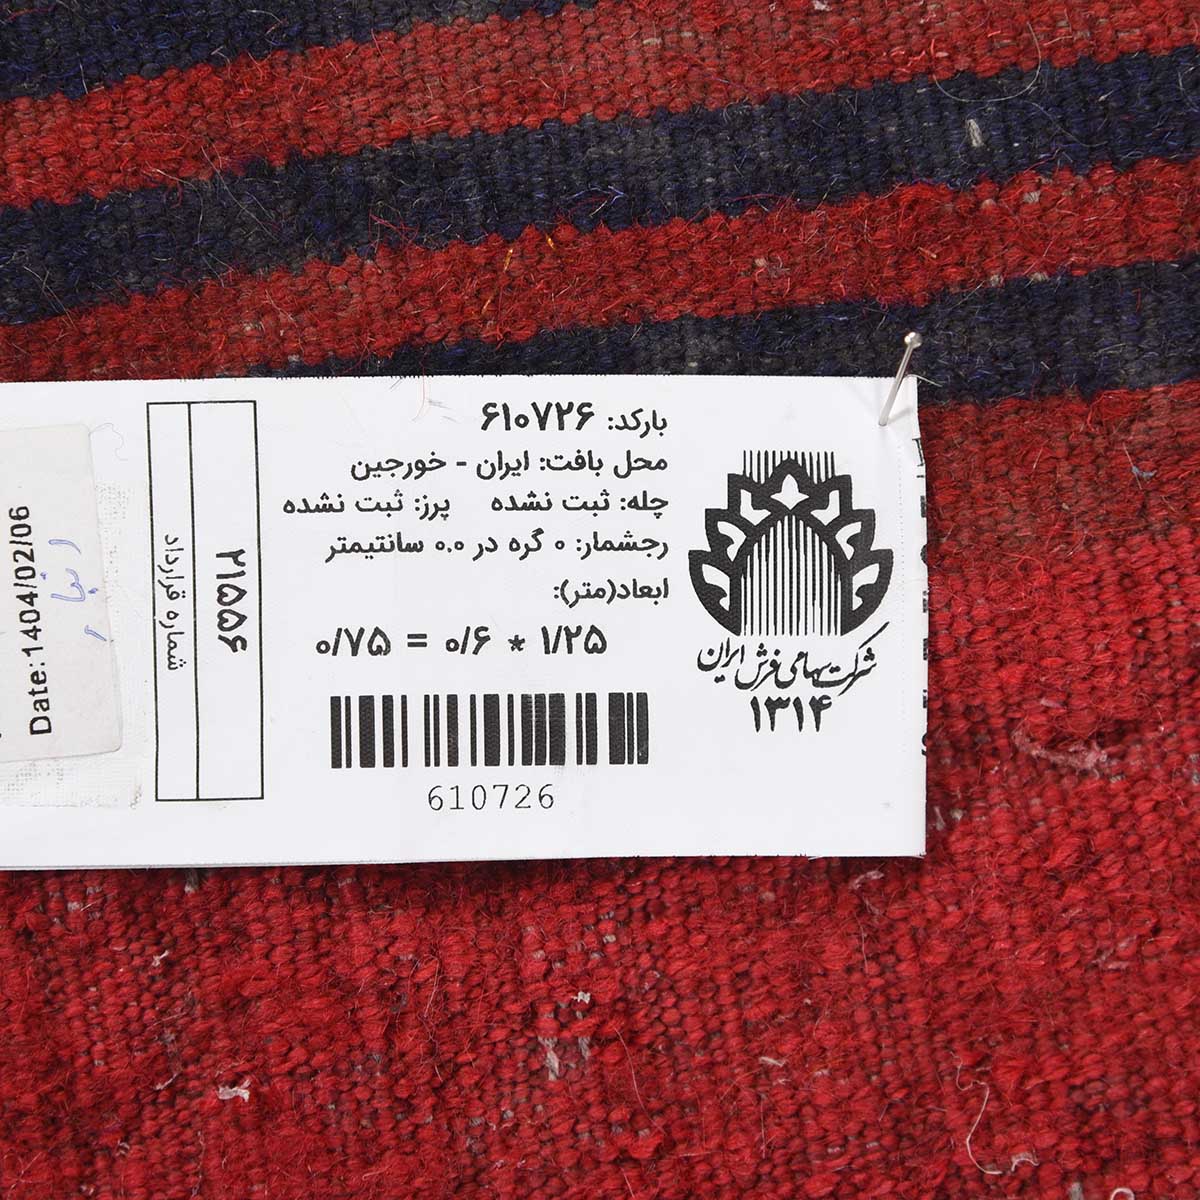 بارکد: ۶۱۰۷۲۶
محل بافت: ایران - خورجین
چله: ثبت نشده   پرز: ثبت نشده
رجشمار: ۰ گره در ۰.۰ سانتیمتر
ابعاد(متر):
۰/۷۵ = ۰/۶ * ۱/۲۵
610726
شرکت سهامی فرش ایران
۱۳۱۴
شماره قرارداد
۲۱۵۵۶
Date:1404/02/06